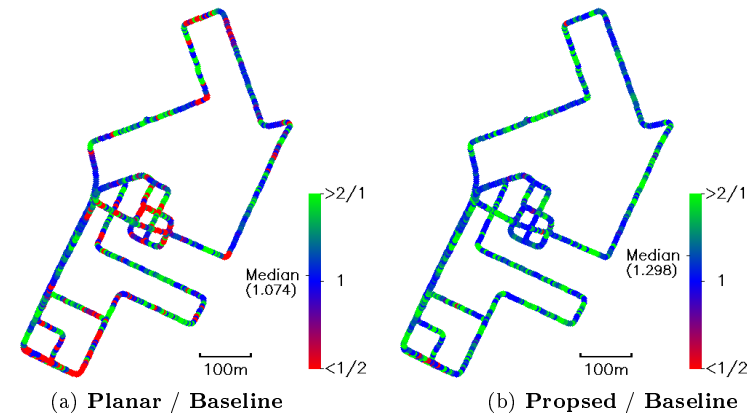 >2/1
Median
(1.074)
1
<1/2
100m
(a) Planar / Baseline
>2/1
Median
(1.298)
1
<1/2
100m
(b) Propsed / Baseline